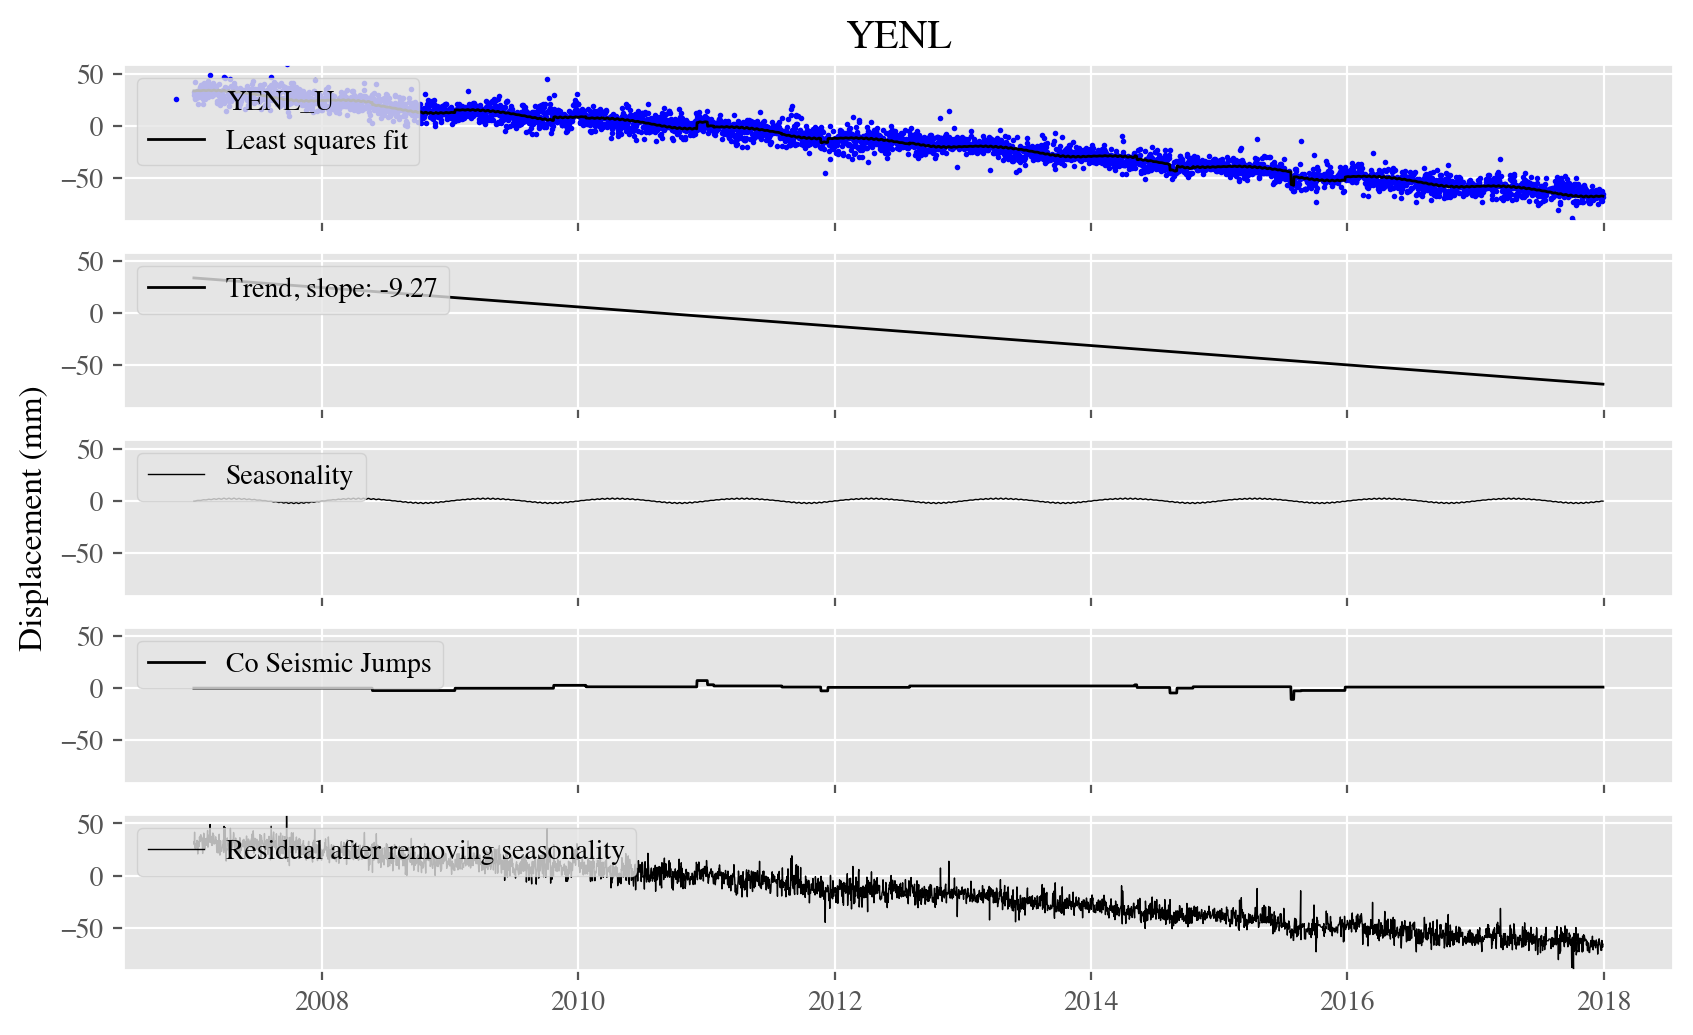 YENL
50
0
−50
YENL_U
Least squares fit
50
0
−50
Trend, slope: -9.27
50
0
−50
Seasonality
50
0
−50
Co Seismic Jumps
50
0
−50
Residual after removing seasonality
2008 2010 2012 2014 2016 2018
Displacement (mm)